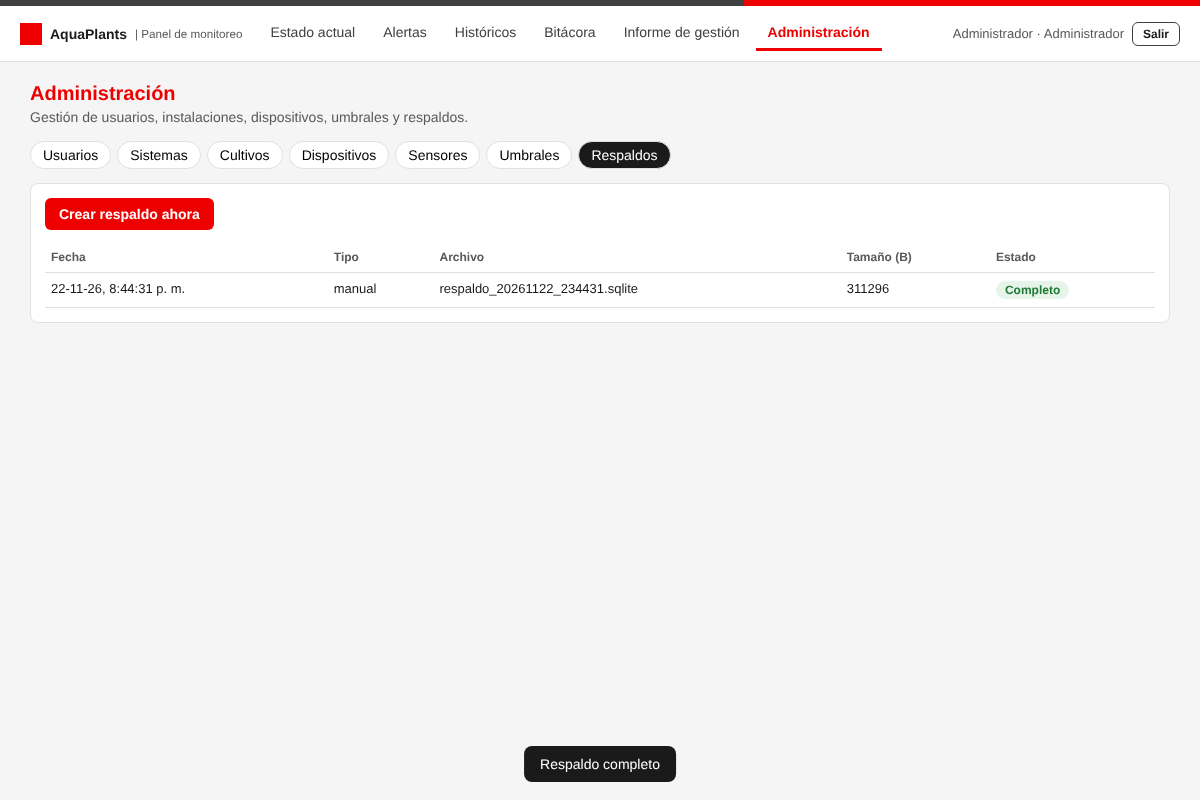 AquaPlants | Panel de monitoreo Estado actual Alertas Históricos Bitácora Informe de gestión Administración Administrador · Administrador Salir
Administración
Gestión de usuarios, instalaciones, dispositivos, umbrales y respaldos.
Usuarios Sistemas Cultivos Dispositivos Sensores Umbrales Respaldos
Crear respaldo ahora
Fecha Tipo Archivo Tamaño (B) Estado
22-11-26, 8:44:31 p. m. manual respaldo_20261122_234431.sqlite 311296 Completo
Respaldo completo